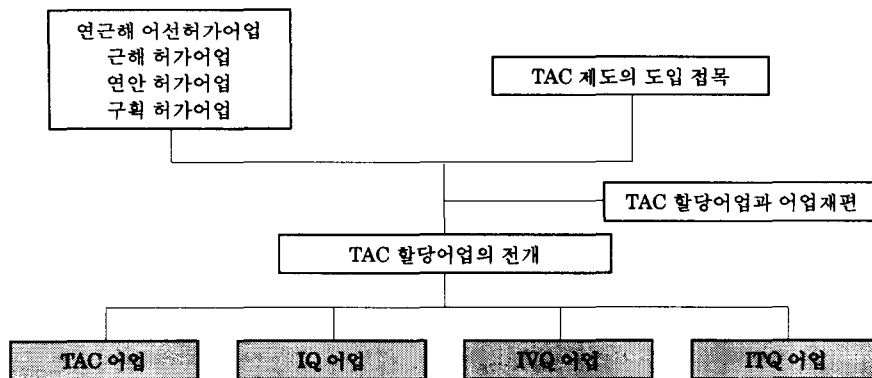 연근해 어선허가어업
근해 허가어업
연안 허가어업
구획 허가어업
TAC 제도의 도입 접목
TAC 할당어업과 어업재편
TAC 할당어업의 전개
TAC 어업
IQ 어업
IVQ 어업
ITQ 어업